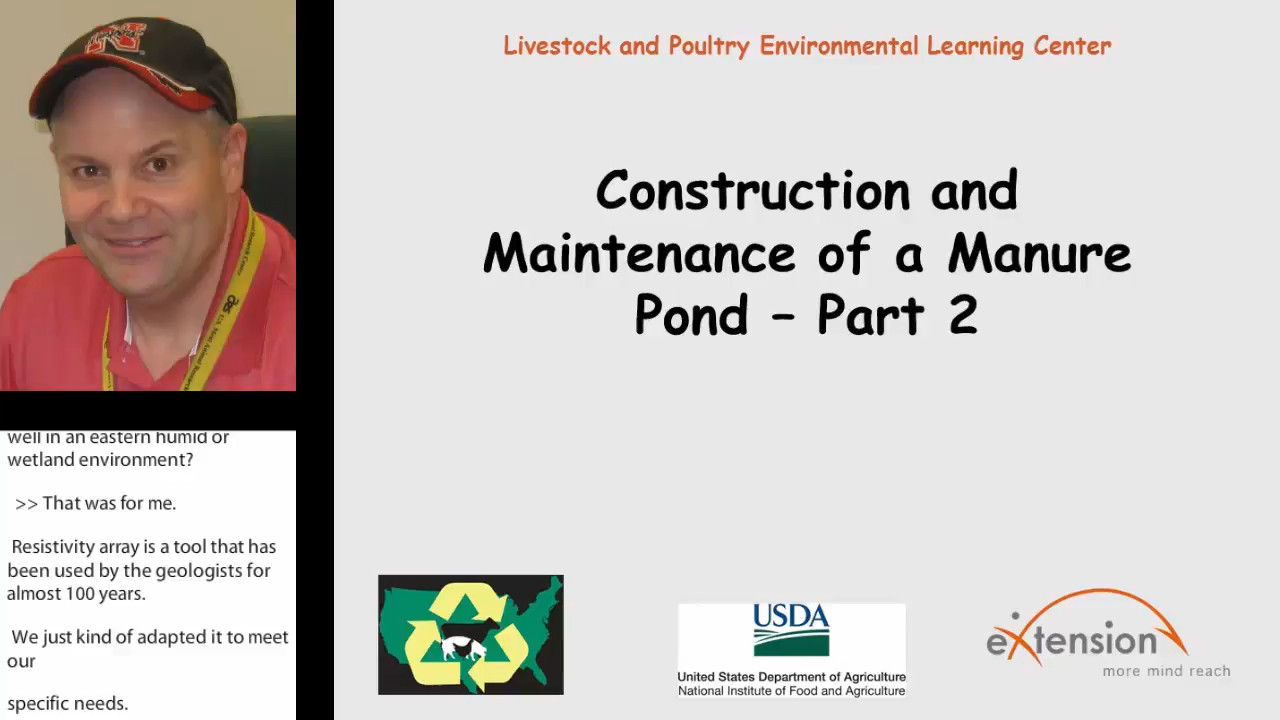 Livestock and Poultry Environmental Learning Center
Construction and
Maintenance of a Manure
Pond – Part 2
well in an eastern humid or
wetland environment?
>> That was for me.
Resistivity array is a tool that has
been used by the geologists for
almost 100 years.
We just kind of adapted it to meet
our
specific needs.
USDA
United States Department of Agriculture
National Institute of Food and Agriculture
eXtension
more mind reach